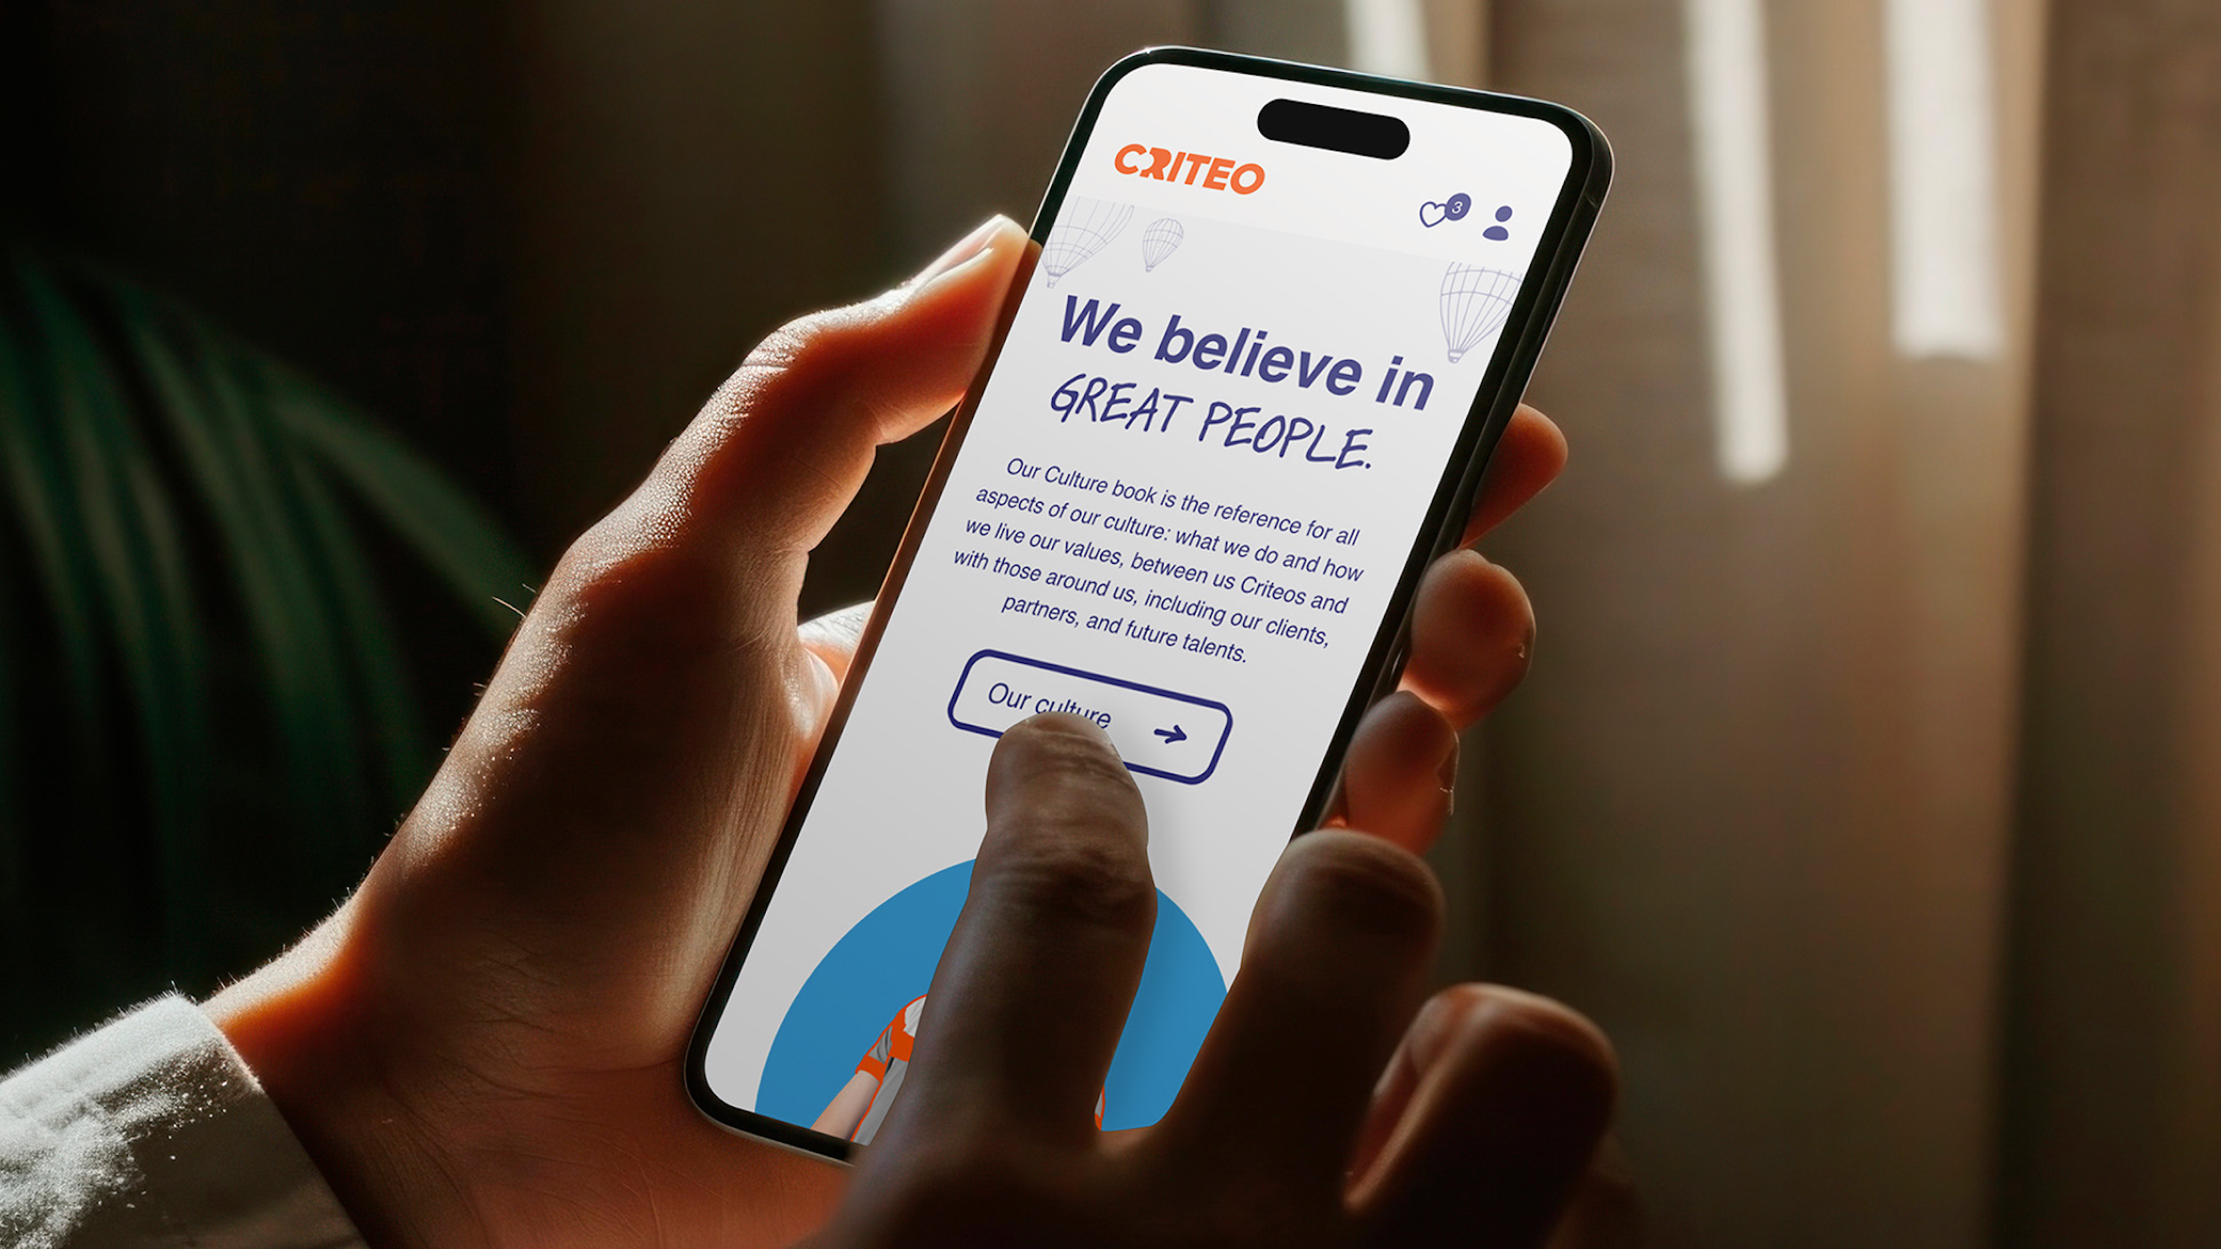 CRITEO
3
We believe in
GREAT PEOPLE.
Our Culture book is the reference for all
aspects of our culture: what we do and how
we live our values, between us Criteos and
with those around us, including our clients,
partners, and future talents.
Our culture